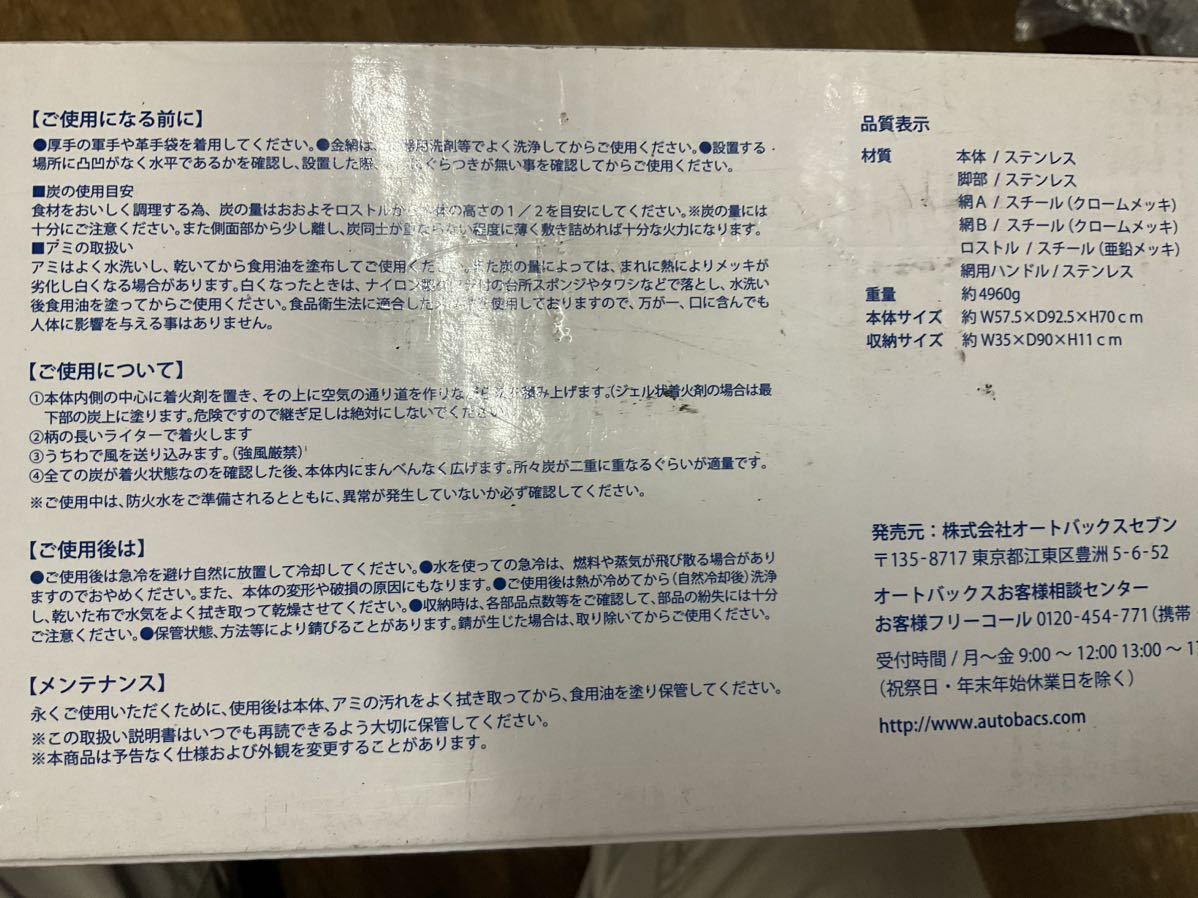 【ご使用になる前に】
●厚手の軍手や革手袋を着用してください。●金網は、 用洗剤等でよく洗浄してからご使用ください。●設置する・
場所に凸凹がなく水平であるかを確認し、設置した際、 ぐらつきが無い事を確認してからご使用ください。
■炭の使用目安
食材をおいしく調理する為、炭の量はおおよそロストルか 体の高さの１／２を目安にしてください。※炭の量には
十分にご注意ください。また側面部から少し離し、炭同士が ない程度に薄く敷き詰めれば十分な火力になります。
■アミの取扱い
アミはよく水洗いし、乾いてから食用油を塗布してご使用くだ い。また炭の量によっては、まれに熱によりメッキが
劣化し白くなる場合があります。白くなったときは、ナイロン 付の台所スポンジやタワシなどで落とし、水洗い
後食用油を塗ってからご使用ください。食品衛生法に適合した 使用しておりますので、万が一、口に含んでも
人体に影響を与える事はありません。
【ご使用について】
①本体内側の中心に着火剤を置き、その上に空気の通り道を作りな 積み上げます。(ジェル状着火剤の場合は最
下部の炭上に塗ります。危険ですので継ぎ足しは絶対にしないでくださ
②柄の長いライターで着火します
③うちわで風を送り込みます。(強風厳禁)
④全ての炭が着火状態なのを確認した後、本体内にまんべんなく広げます。所々炭が二重に重なるぐらいが適量です。
※ご使用中は、防火水をご準備されるとともに、異常が発生していないか必ず確認してください。
【ご使用後は】
●ご使用後は急冷を避け自然に放置して冷却してください。●水を使っての急冷は、燃料や蒸気が飛び散る場合があり
ますのでおやめください。また、本体の変形や破損の原因にもなります。●ご使用後は熱が冷めてから(自然冷却後)洗浄
し、乾いた布で水気をよく拭き取って乾燥させてください。●収納時は、各部品点数等をご確認して、部品の紛失には十分
ご注意ください。●保管状態、方法等により錆びることがあります。錆が生じた場合は、取り除いてからご使用ください。
【メンテナンス】
永くご使用いただくために、使用後は本体、アミの汚れをよく拭き取ってから、食用油を塗り保管してください。
※この取扱い説明書はいつでも再読できるよう大切に保管してください。
※本商品は予告なく仕様および外観を変更することがあります。
品質表示
材質 本体 / ステンレス
脚部 / ステンレス
網A / スチール(クロームメッキ)
網B / スチール(クロームメッキ)
ロストル / スチール(亜鉛メッキ)
網用ハンドル / ステンレス
重量 約4960g
本体サイズ 約 W57.5×D92.5×H70ｃm
収納サイズ 約 W35×D90×H11ｃm
発売元：株式会社オートバックスセブン
〒135-8717 東京都江東区豊洲 5-6-52
オートバックスお客様相談センター
お客様フリーコール 0120-454-771 (携帯
受付時間 / 月～金 9:00 ～ 12:00 13:00 ～
(祝祭日・年末年始休業日を除く)
http://www.autobacs.com